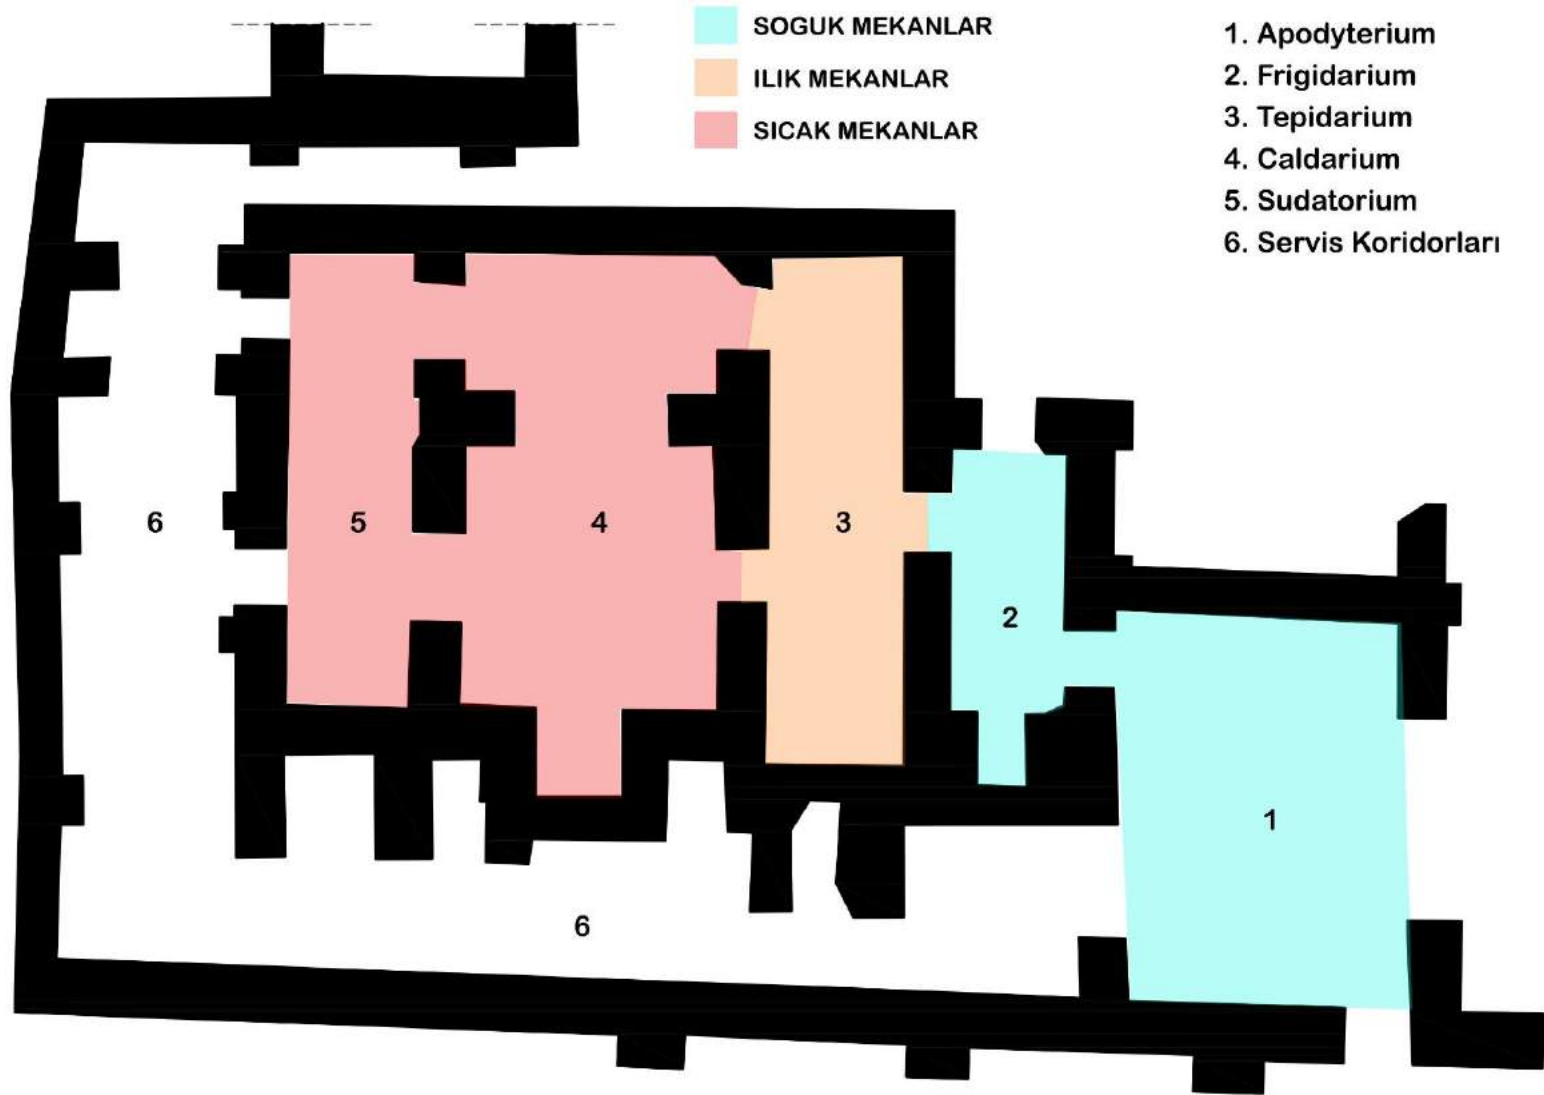 SOGUK MEKANLAR
ILIK MEKANLAR
SICAK MEKANLAR
1. Apodyterium
2. Frigidarium
3. Tepidarium
4. Caldarium
5. Sudatorium
6. Servis Koridorları
6
5
4
3
2
1
6